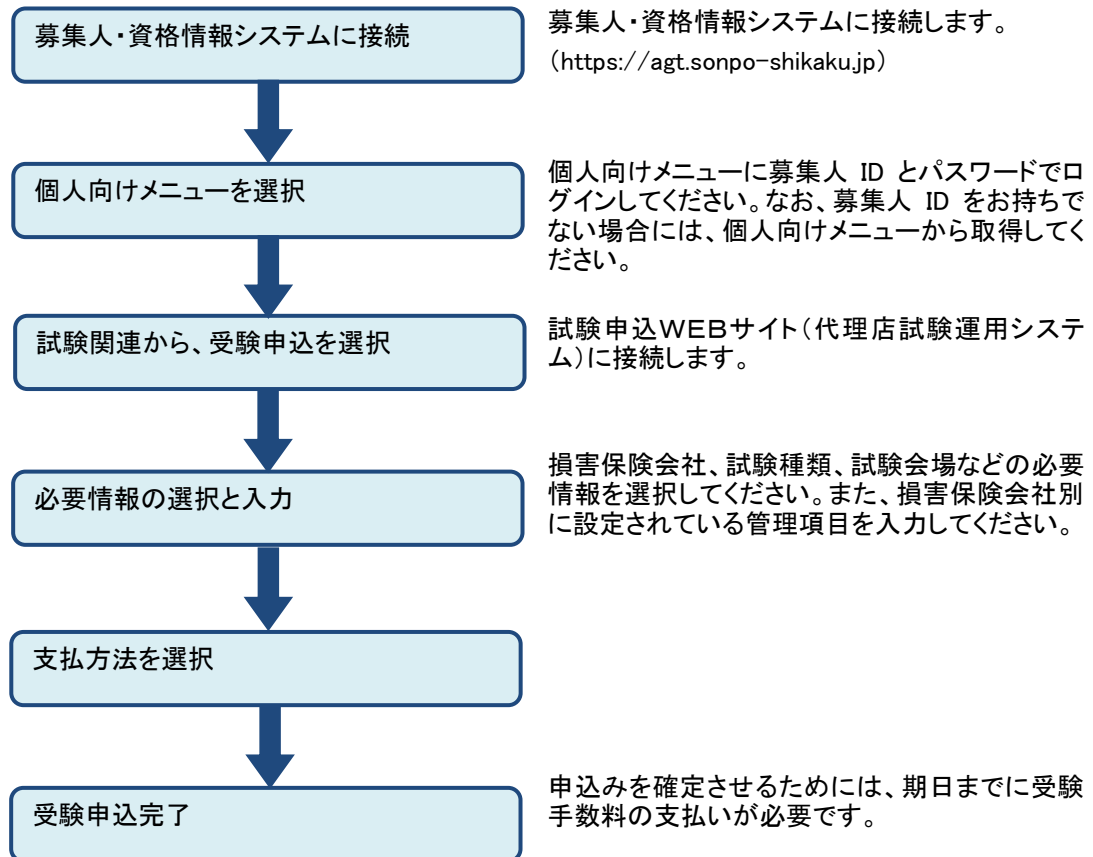 募集人・資格情報システムに接続
募集人・資格情報システムに接続します。
（https://agt.sonpo-shikaku.jp）
個人向けメニューを選択
個人向けメニューに募集人 ID とパスワードでロ
グインしてください。なお、募集人 ID をお持ちで
ない場合には、個人向けメニューから取得してく
ださい。
試験関連から、受験申込を選択
試験申込ＷＥＢサイト（代理店試験運用システ
ム）に接続します。
必要情報の選択と入力
損害保険会社、試験種類、試験会場などの必要
情報を選択してください。また、損害保険会社別
に設定されている管理項目を入力してください。
支払方法を選択
受験申込完了
申込みを確定させるためには、期日までに受験
手数料の支払いが必要です。